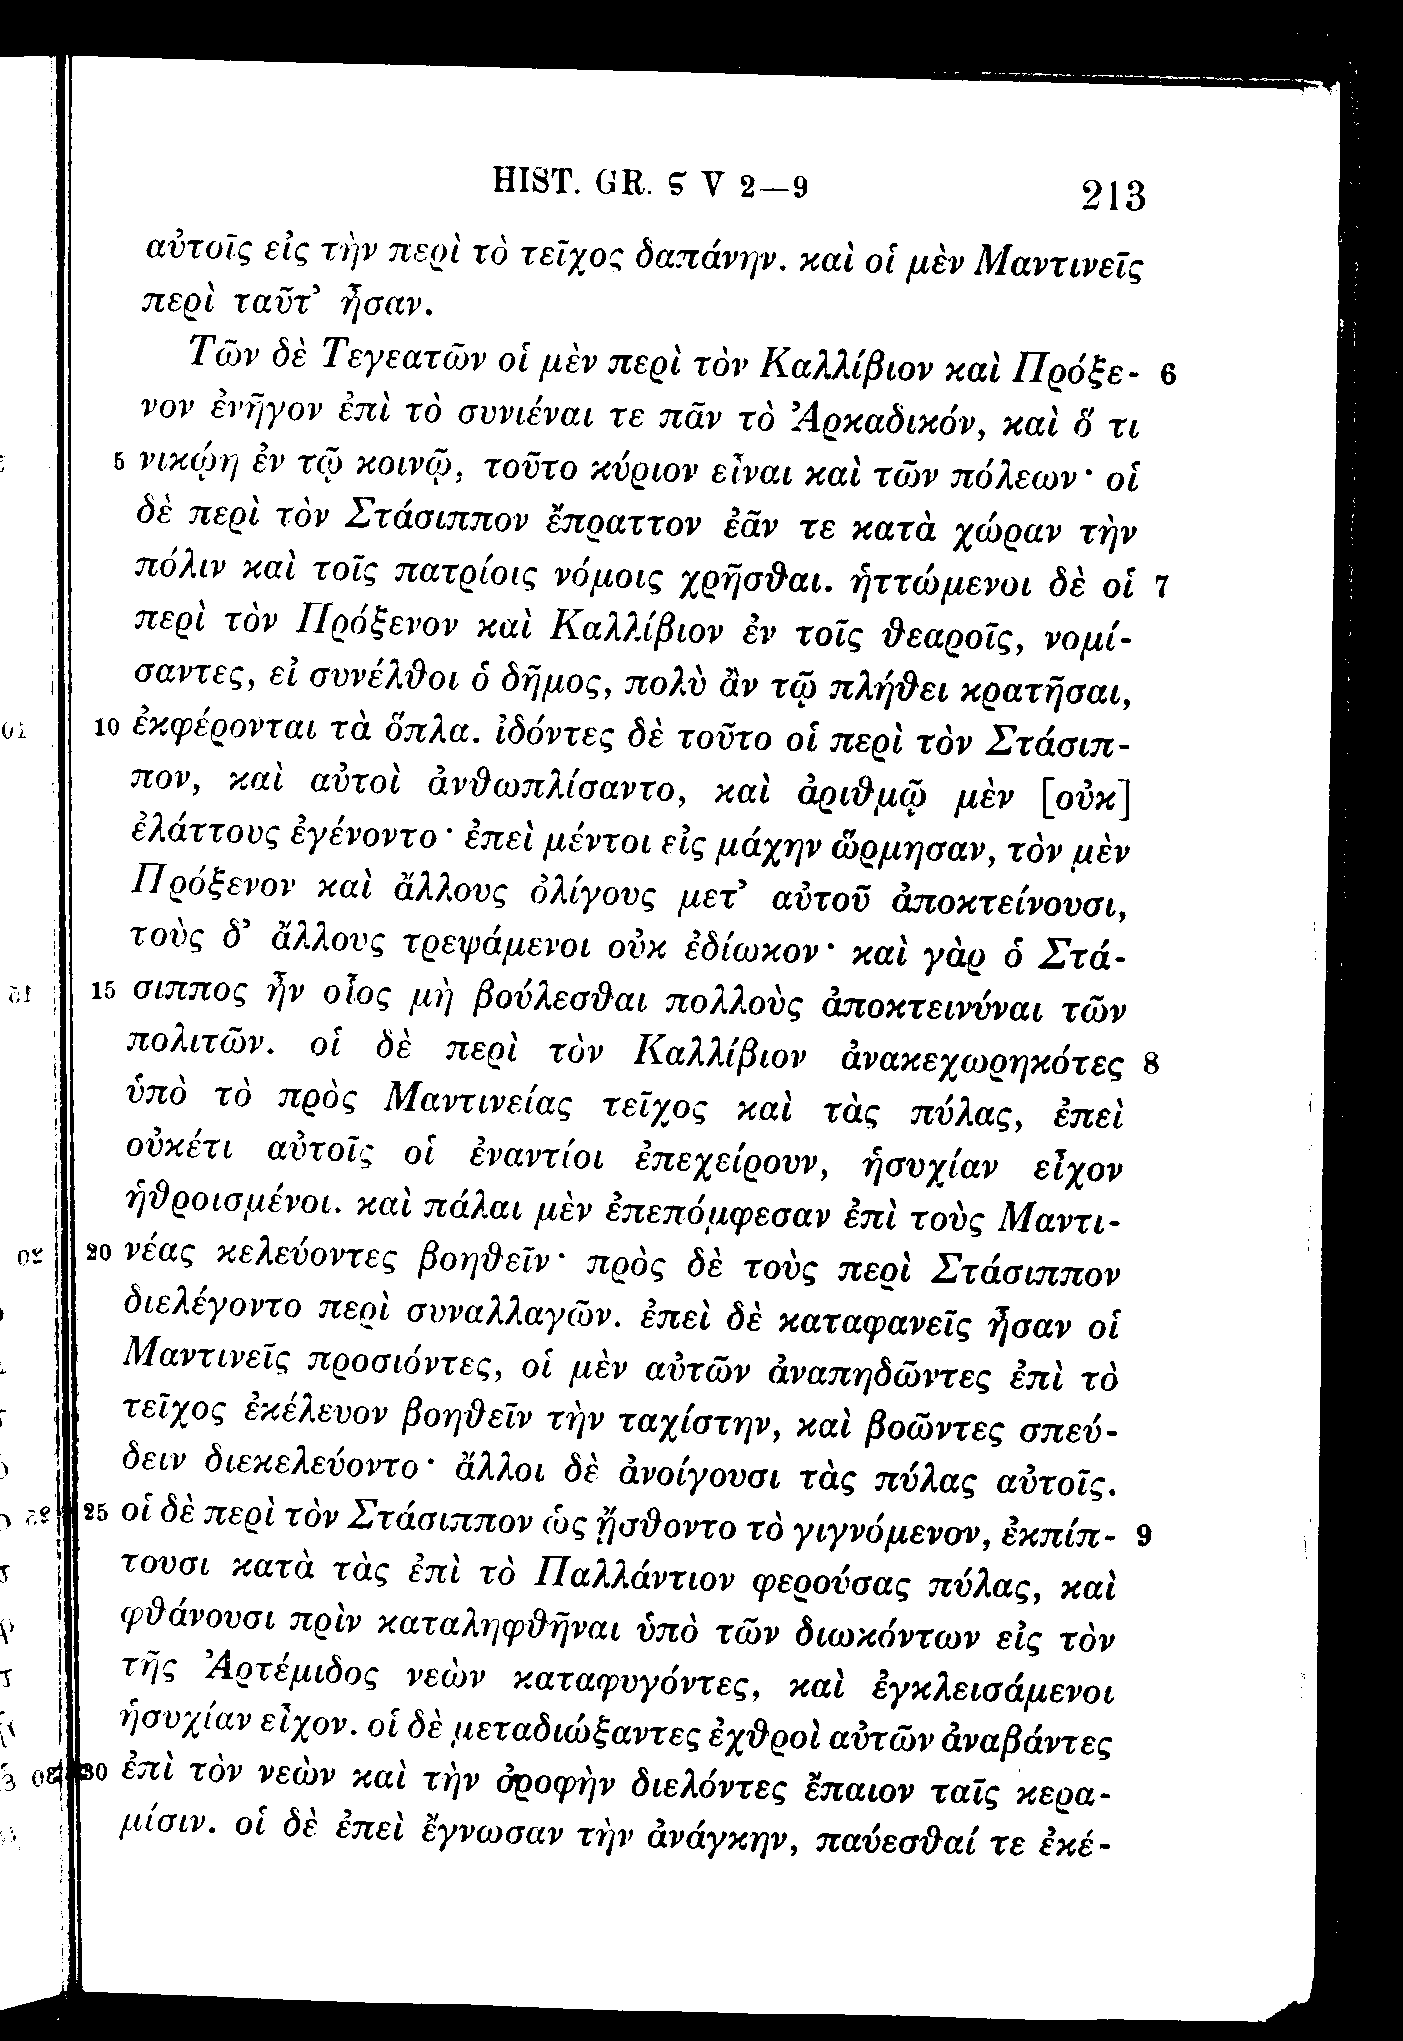 HIST. GR. ϛ V 2—9 213
αὐτοῖς εἰς τὴν περὶ τὸ τεῖχος δαπάνην. καὶ οἱ μὲν Μαντινεῖς
περὶ ταῦτ’ ἦσαν.
Τῶν δὲ Τεγεατῶν οἱ μὲν περὶ τὸν Καλλίβιον καὶ Πρόξε- 6
νον ἐνῆγον ἐπὶ τὸ συνιέναι τε πᾶν τὸ Ἀρκαδικόν, καὶ ὅ τι
5 νικῴη ἐν τῷ κοινῷ, τοῦτο κύριον εἶναι καὶ τῶν πόλεων· οἱ
δὲ περὶ τὸν Στάσιππον ἔπραττον ἐᾶν τε κατὰ χώραν τὴν
πόλιν καὶ τοῖς πατρίοις νόμοις χρῆσθαι. ἡττώμενοι δὲ οἱ 7
περὶ τὸν Πρόξενον καὶ Καλλίβιον ἐν τοῖς θεαροῖς, νομί-
σαντες, εἰ συνέλθοι ὁ δῆμος, πολὺ ἂν τῷ πλήθει κρατῆσαι,
10 ἐκφέρονται τὰ ὅπλα. ἰδόντες δὲ τοῦτο οἱ περὶ τὸν Στάσιπ-
πον, καὶ αὐτοὶ ἀνθωπλίσαντο, καὶ ἀριθμῷ μὲν [οὐκ]
ἐλάττους ἐγένοντο· ἐπεὶ μέντοι εἰς μάχην ὥρμησαν, τὸν μὲν
Πρόξενον καὶ ἄλλους ὀλίγους μετ’ αὐτοῦ ἀποκτείνουσι,
τοὺς δ’ ἄλλους τρεψάμενοι οὐκ ἐδίωκον· καὶ γὰρ ὁ Στά-
15 σιππος ἦν οἷος μὴ βούλεσθαι πολλοὺς ἀποκτεινύναι τῶν
πολιτῶν. οἱ δὲ περὶ τὸν Καλλίβιον ἀνακεχωρηκότες 8
ὑπὸ τὸ πρὸς Μαντινείας τεῖχος καὶ τὰς πύλας, ἐπεὶ
οὐκέτι αὐτοῖς οἱ ἐναντίοι ἐπεχείρουν, ἡσυχίαν εἶχον
ἡθροισμένοι. καὶ πάλαι μὲν ἐπεπόμφεσαν ἐπὶ τοὺς Μαντι-
20 νέας κελεύοντες βοηθεῖν· πρὸς δὲ τοὺς περὶ Στάσιππον
διελέγοντο περὶ συναλλαγῶν. ἐπεὶ δὲ καταφανεῖς ἦσαν οἱ
Μαντινεῖς προσιόντες, οἱ μὲν αὐτῶν ἀναπηδῶντες ἐπὶ τὸ
τεῖχος ἐκέλευον βοηθεῖν τὴν ταχίστην, καὶ βοῶντες σπεύ-
δειν διεκελεύοντο· ἄλλοι δὲ ἀνοίγουσι τὰς πύλας αὐτοῖς.
25 οἱ δὲ περὶ τὸν Στάσιππον ὡς ᾔσθοντο τὸ γιγνόμενον, ἐκπίπ- 9
τουσι κατὰ τὰς ἐπὶ τὸ Παλλάντιον φερούσας πύλας, καὶ
φθάνουσι πρὶν καταληφθῆναι ὑπὸ τῶν διωκόντων εἰς τὸν
τῆς Ἀρτέμιδος νεὼν καταφυγόντες, καὶ ἐγκλεισάμενοι
ἡσυχίαν εἶχον. οἱ δὲ μεταδιώξαντες ἐχθροὶ αὐτῶν ἀναβάντες
30 ἐπὶ τὸν νεὼν καὶ τὴν ὀροφὴν διελόντες ἔπαιον ταῖς κερα-
μίσιν. οἱ δὲ ἐπεὶ ἔγνωσαν τὴν ἀνάγκην, παύεσθαί τε ἐκέ-